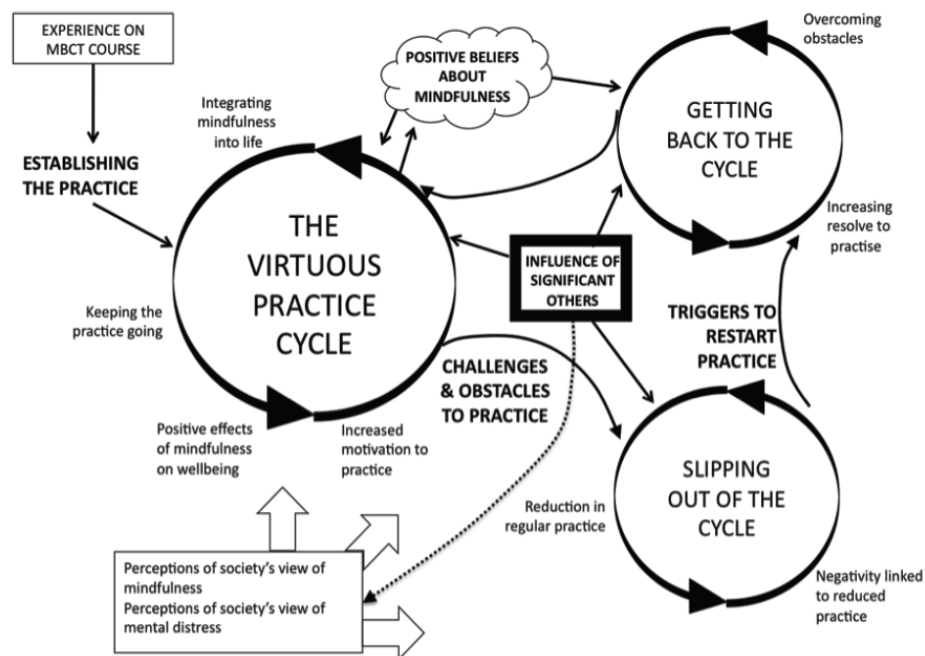 EXPERIENCE ON
MBCT COURSE
ESTABLISHING
THE PRACTICE
Integrating
mindfulness
into life
POSITIVE BELIEFS
ABOUT
MINDFULNESS
Overcoming
obstacles
GETTING
BACK TO THE
CYCLE
THE
VIRTUOUS
PRACTICE
CYCLE
INFLUENCE OF
SIGNIFICANT
OTHERS
Increasing
resolve to
practise
Keeping the
practice going
TRIGGERS TO
RESTART
PRACTICE
CHALLENGES
& OBSTACLES
TO PRACTICE
Positive effects
of mindfulness
on wellbeing
Increased
motivation to
practice
SLIPPING
OUT OF THE
CYCLE
Reduction in
regular practice
Negativity linked
to reduced
practice
Perceptions of society's view of
mindfulness
Perceptions of society's view of
mental distress